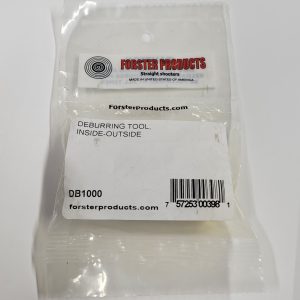 FORSTER PRODUCTS
Straight shooters
MADE IN UNITED STATES OF AMERICA
ForsterProducts.com
DEBURRING TOOL,
INSIDE-OUTSIDE
DB1000
forsterproducts.com
7 57253 00396 1